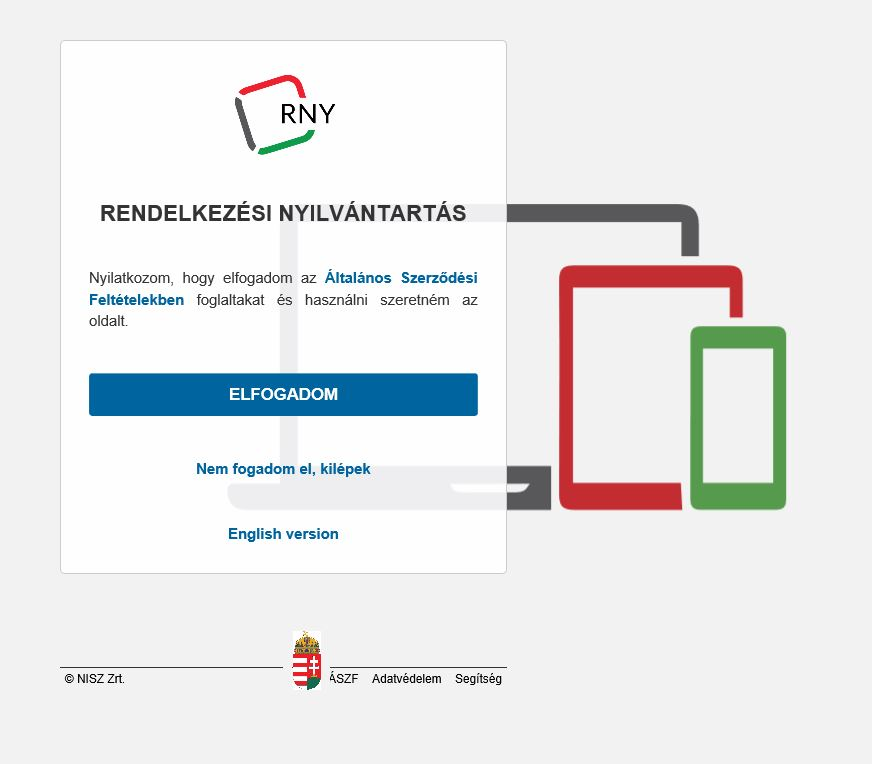 RNY
RENDELKEZÉSI NYILVÁNTARTÁS
Nyilatkozom, hogy elfogadom az Általános Szerződési
Feltételekben foglaltakat és használni szeretném az
oldalt.
ELFOGADOM
Nem fogadom el, kilépek
English version
© NISZ Zrt. ÁSZF Adatvédelem Segítség